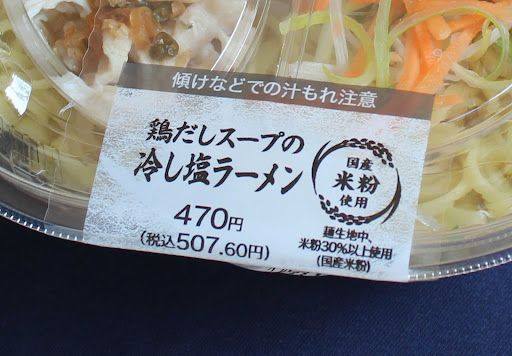 傾けなどでの汁もれ注意
鶏だしスープの
冷し塩ラーメン
470円
(税込507.60円)
国産
米粉
使用
麺生地中、
米粉30%以上使用
(国産米粉)